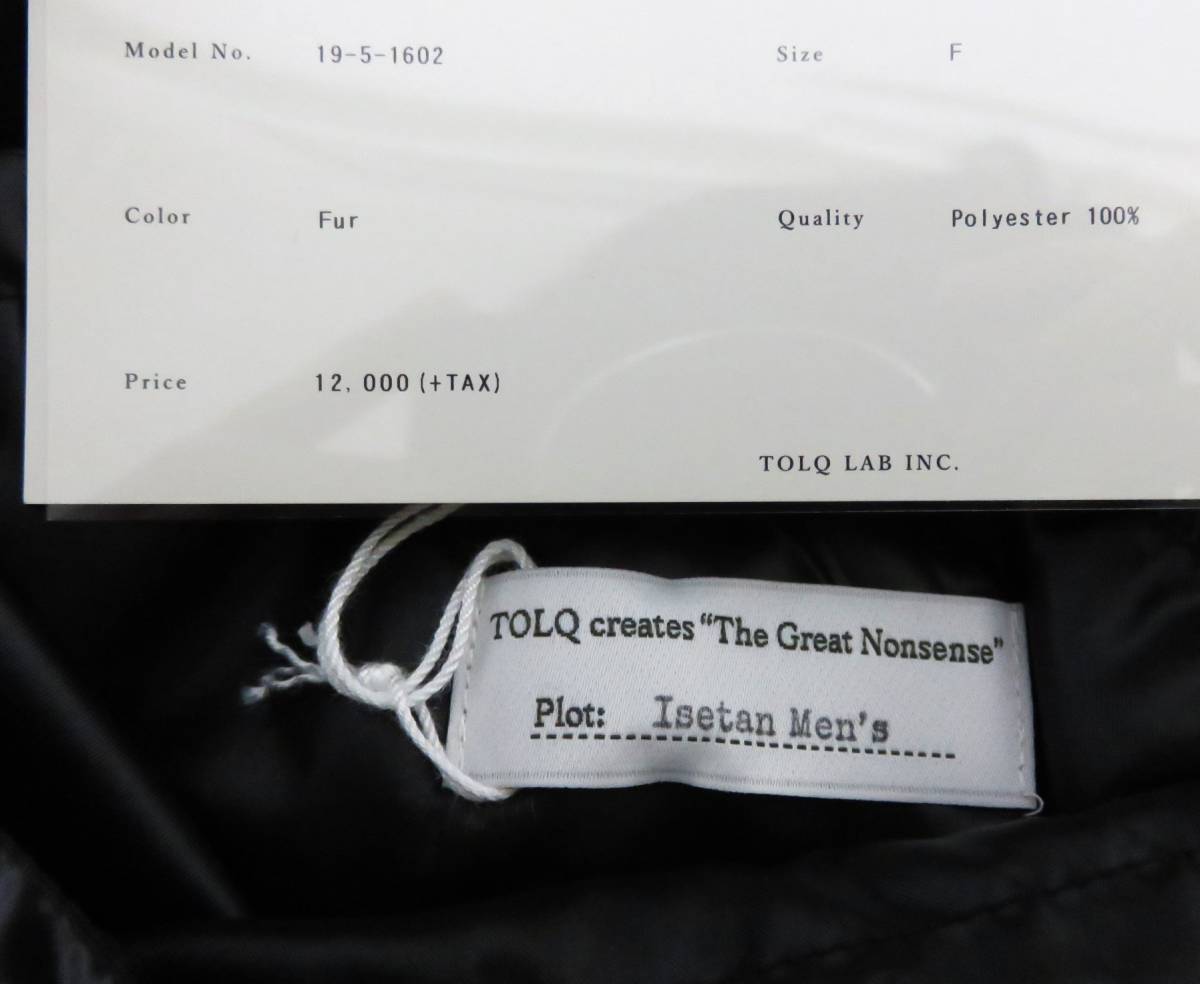 Model No. 19-5-1602 Size F
Color Fur Quality Polyester 100%
Price 12,000 (+TAX)
TOLQ LAB INC.
TOLQ creates "The Great Nonsense"
Plot: Isetan Men's